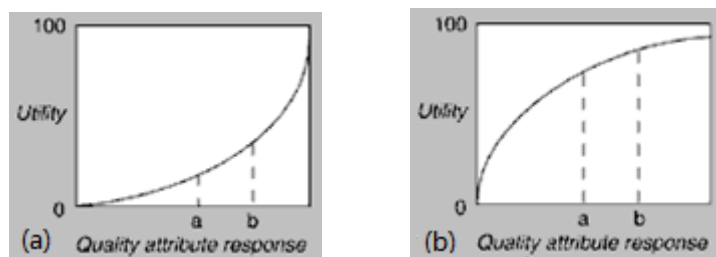 100
Utility
0
a
b
(a)
Quality attribute response
100
Utility
0
a
b
(b)
Quality attribute response